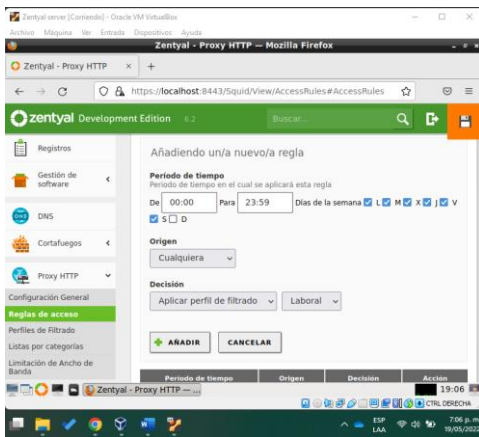 Zentyal server [Corriendo] - Oracle VM VirtualBox
Archivo Máquina Ver Entrada Dispositivos Ayuda
Zentyal - Proxy HTTP — Mozilla Firefox
Zentyal - Proxy HTTP × +
https://localhost:8443/Squid/View/AccessRules#AccessRules
zentyal Development Edition 6.2 Buscar...
Registros
Gestión de software
DNS
Cortafuegos
Proxy HTTP
Configuración General
Reglas de acceso
Perfiles de Filtrado
Listas por categorías
Limitación de Ancho de Banda
Añadiendo un/a nuevo/a regla
Período de tiempo
Periodo de tiempo en el cual se aplicará esta regla
De 00:00 Para 23:59 Días de la semana L M X J V
S D
Origen
Cualquiera
Decisión
Aplicar perfil de filtrado Laboral
+ AÑADIR CANCELAR
Período de tiempo Origen Decisión Acción
Zentyal - Proxy HTTP — ... 19:06
CTRL DERECHA
ESP
LAA
7:06 p.m.
19/05/2022